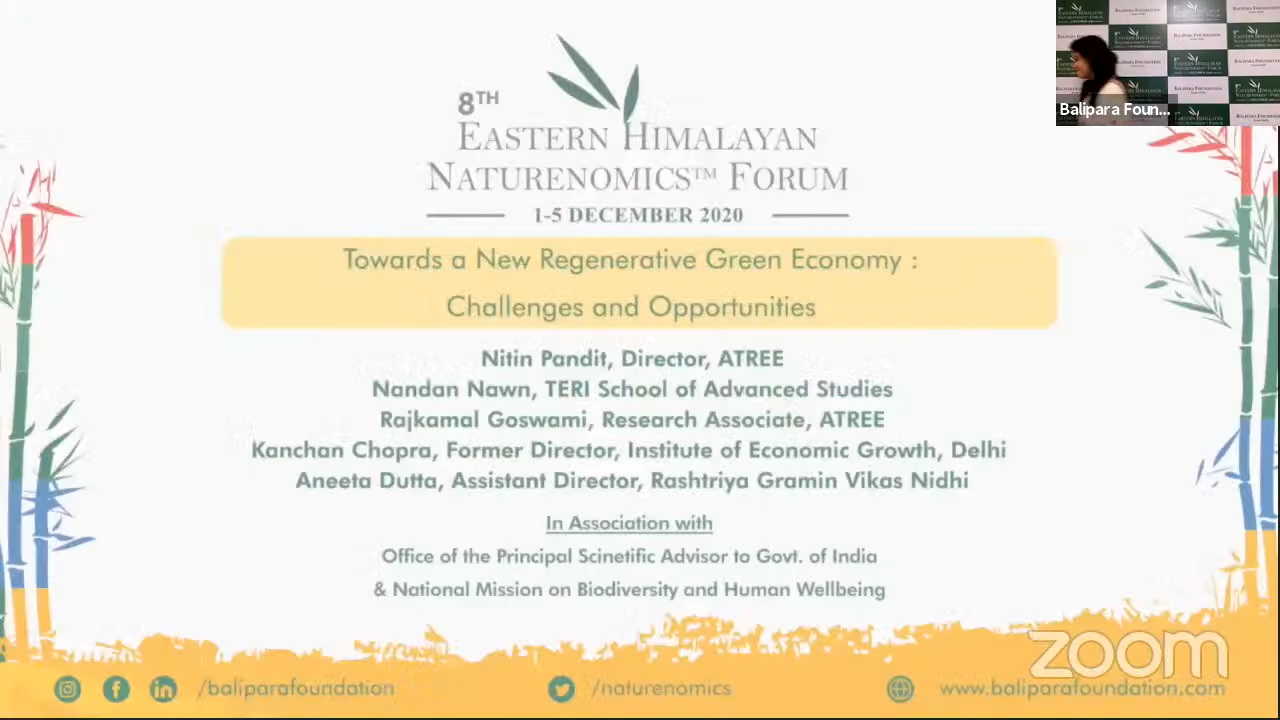 8TH
EASTERN HIMALAYAN
NATURENOMICS™ FORUM
1-5 DECEMBER 2020
Towards a New Regenerative Green Economy :
Challenges and Opportunities
Nitin Pandit, Director, ATREE
Nandan Nawn, TERI School of Advanced Studies
Rajkamal Goswami, Research Associate, ATREE
Kanchan Chopra, Former Director, Institute of Economic Growth, Delhi
Aneeta Dutta, Assistant Director, Rashtriya Gramin Vikas Nidhi
In Association with
Office of the Principal Scinetific Advisor to Govt. of India
& National Mission on Biodiversity and Human Wellbeing
/baliparafoundation
/naturenomics
www.baliparafoundation.com
zoom
Balipara Foun...